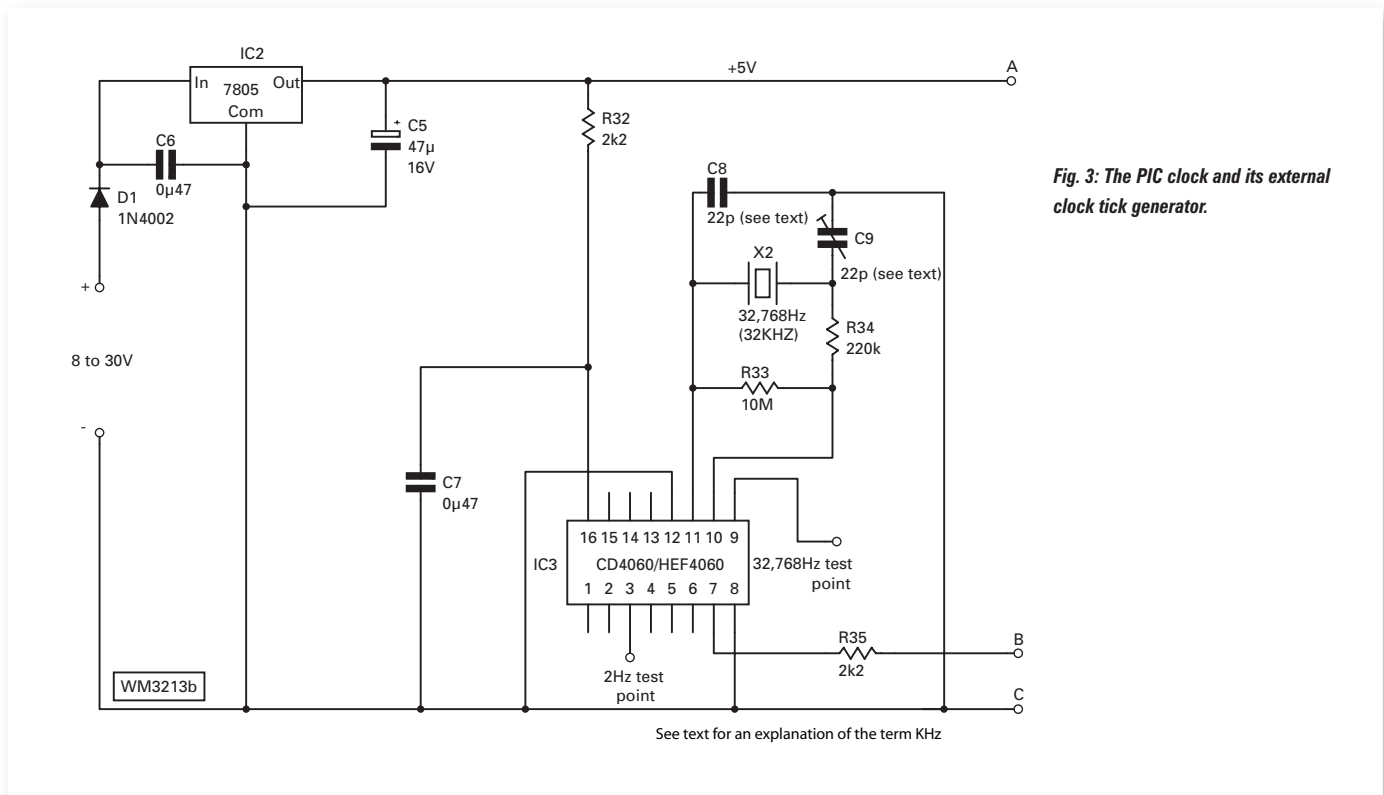 IC2
In 7805 Out
Com
+5V
A
C6
0µ47
+ C5
47µ
16V
R32
2k2
D1
1N4002
C8
22p (see text)
C9
22p (see text)
X2
32,768Hz
(32KHZ)
R34
220k
R33
10M
+
8 to 30V
-
C7
0µ47
16 15 14 13 12 11 10 9
IC3
CD4060/HEF4060
1 2 3 4 5 6 7 8
32,768Hz test
point
2Hz test
point
R35
2k2
B
C
WM3213b
See text for an explanation of the term KHz
Fig. 3: The PIC clock and its external
clock tick generator.